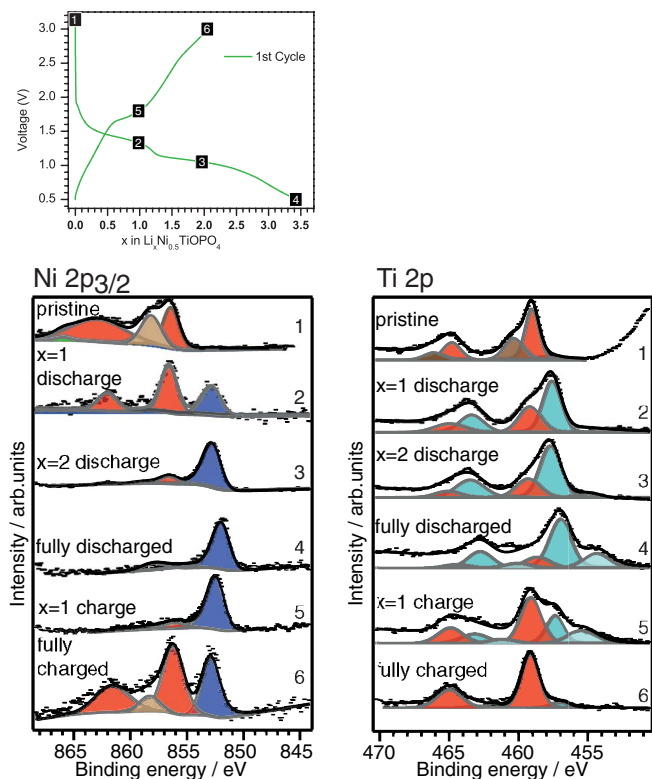 1
6
1st Cycle
5
2
3
4
3.0
2.5
2.0
1.5
1.0
0.5
Voltage (V)
0.0 0.5 1.0 1.5 2.0 2.5 3.0 3.5
x in LiₓNi₀.₅TiOPO₄
Ni 2p3/2
pristine
1
x=1
discharge
2
x=2 discharge
3
fully discharged
4
x=1 charge
5
fully
charged
6
Intensity / arb.units
865 860 855 850 845
Binding energy / eV
Ti 2p
pristine
1
x=1 discharge
2
x=2 discharge
3
fully discharged
4
x=1 charge
5
fully charged
6
Intensity / arb.units
470 465 460 455
Binding energy / eV